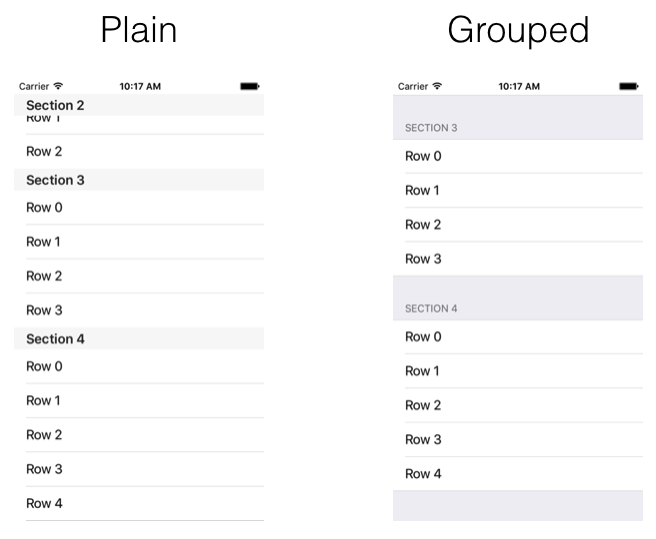 Plain
Carrier 10:17 AM
Section 2
Row 1
Row 2
Section 3
Row 0
Row 1
Row 2
Row 3
Section 4
Row 0
Row 1
Row 2
Row 3
Row 4
Grouped
Carrier 10:17 AM
SECTION 3
Row 0
Row 1
Row 2
Row 3
SECTION 4
Row 0
Row 1
Row 2
Row 3
Row 4